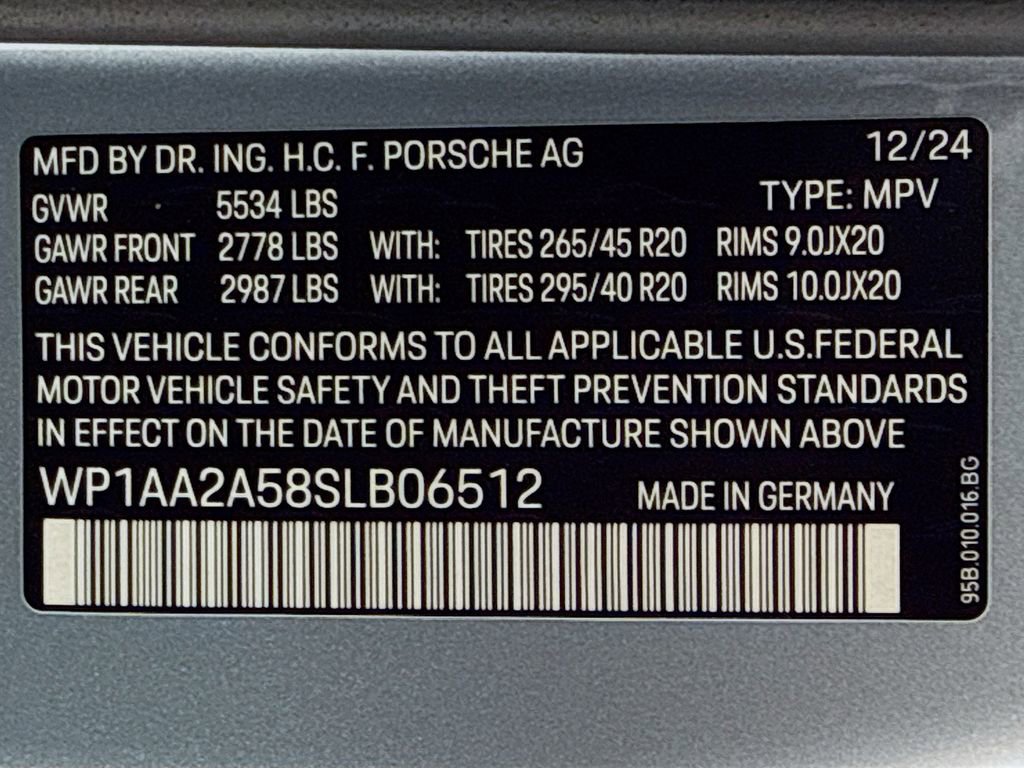 MFD BY DR. ING. H.C. F. PORSCHE AG 12/24
GVWR 5534 LBS TYPE: MPV
GAWR FRONT 2778 LBS WITH: TIRES 265/45 R20 RIMS 9.0JX20
GAWR REAR 2987 LBS WITH: TIRES 295/40 R20 RIMS 10.0JX20
THIS VEHICLE CONFORMS TO ALL APPLICABLE U.S.FEDERAL
MOTOR VEHICLE SAFETY AND THEFT PREVENTION STANDARDS
IN EFFECT ON THE DATE OF MANUFACTURE SHOWN ABOVE
WP1AA2A58SLB06512 MADE IN GERMANY
95B.010.016.BG